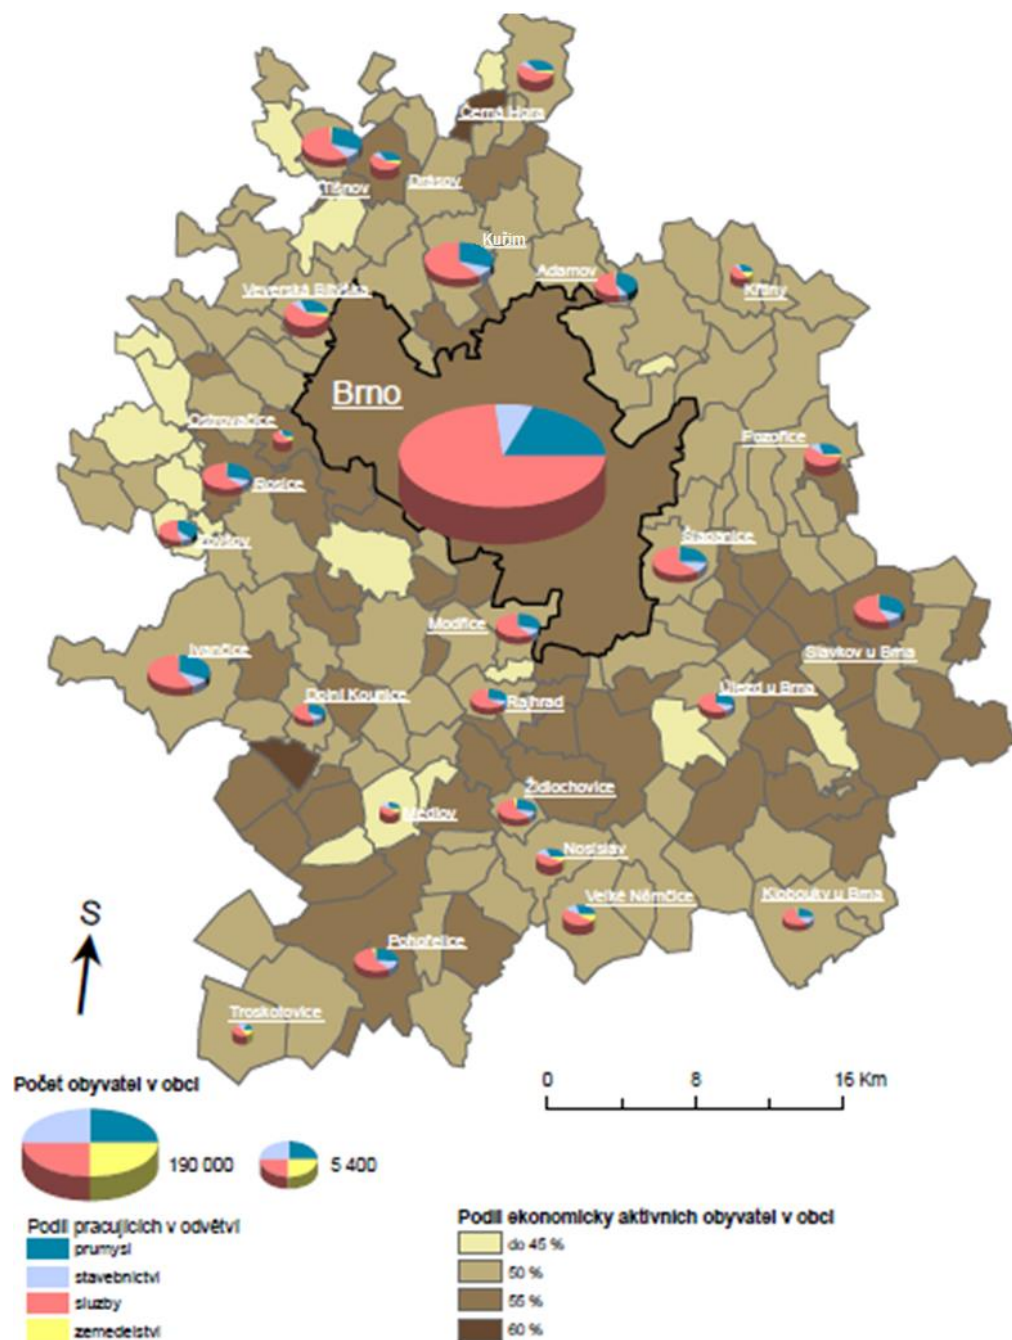 Černá Hora
Tišnov
Drásov
Kuřim
Adamov
Křtiny
Veverská Bítýška
Brno
Ostrovačice
Pozořice
Rosice
Zbýšov
Šlapanice
Modřice
Slavkov u Brna
Ivančice
Dolní Kounice
Rajhrad
Újezd u Brna
Židlochovice
Medlov
Nosislav
Velké Němčice
Klobouky u Brna
S
Pohořelice
Troskotovice
Počet obyvatel v obci
0 8 16 Km
190 000 5 400
Podíl pracujících v odvětví
prumysl
stavebnictví
sluzby
zemedelství
Podíl ekonomicky aktivních obyvatel v obci
do 45 %
50 %
55 %
60 %